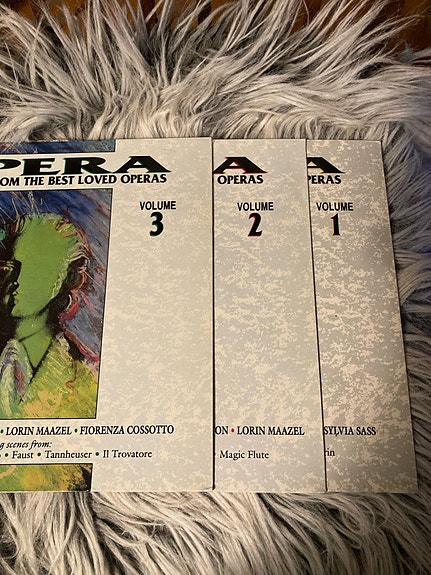 PERA
OM THE BEST LOVED OPERAS
VOLUME
3
• LORIN MAAZEL • FIORENZA COSSOTTO
g scenes from:
• Faust • Tannheuser • Il Trovatore
A
OPERAS
VOLUME
2
ON • LORIN MAAZEL
• Magic Flute
A
PERAS
VOLUME
1
SYLVIA SASS
rin